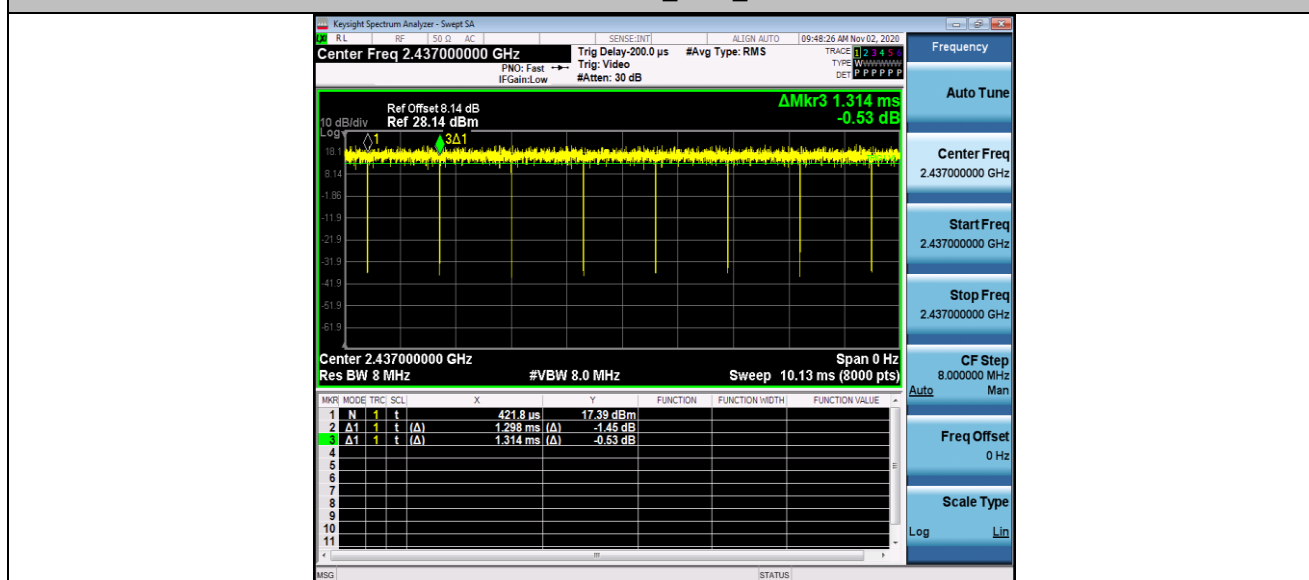 Keysight Spectrum Analyzer - Swept SA
RL RF 50 Ω AC SENSE:INT ALIGN AUTO 09:48:26 AM Nov 02, 2020
Center Freq 2.437000000 GHz
PNO: Fast
IFGain:Low
Trig Delay-200.0 µs
Trig: Video
#Atten: 30 dB
#Avg Type: RMS
TRACE 1 2 3 4 5 6
TYPE W
DET P P P P P P
Frequency
Auto Tune
Center Freq
2.437000000 GHz
Start Freq
2.437000000 GHz
Stop Freq
2.437000000 GHz
CF Step
8.000000 MHz
Auto Man
Freq Offset
0 Hz
Scale Type
Log Lin
ΔMkr3 1.314 ms
-0.53 dB
Ref Offset 8.14 dB
10 dB/div Ref 28.14 dBm
Log
1
3Δ1
18.1
8.14
-1.86
-11.9
-21.9
-31.9
-41.9
-51.9
-61.9
Center 2.437000000 GHz Span 0 Hz
Res BW 8 MHz #VBW 8.0 MHz Sweep 10.13 ms (8000 pts)
MKR MODE TRC SCL X Y FUNCTION FUNCTION WIDTH FUNCTION VALUE
1 N 1 t 421.8 µs 17.39 dBm
2 Δ1 1 t (Δ) 1.298 ms (Δ) -1.45 dB
3 Δ1 1 t (Δ) 1.314 ms (Δ) -0.53 dB
4
5
6
7
8
9
10
11
MSG STATUS